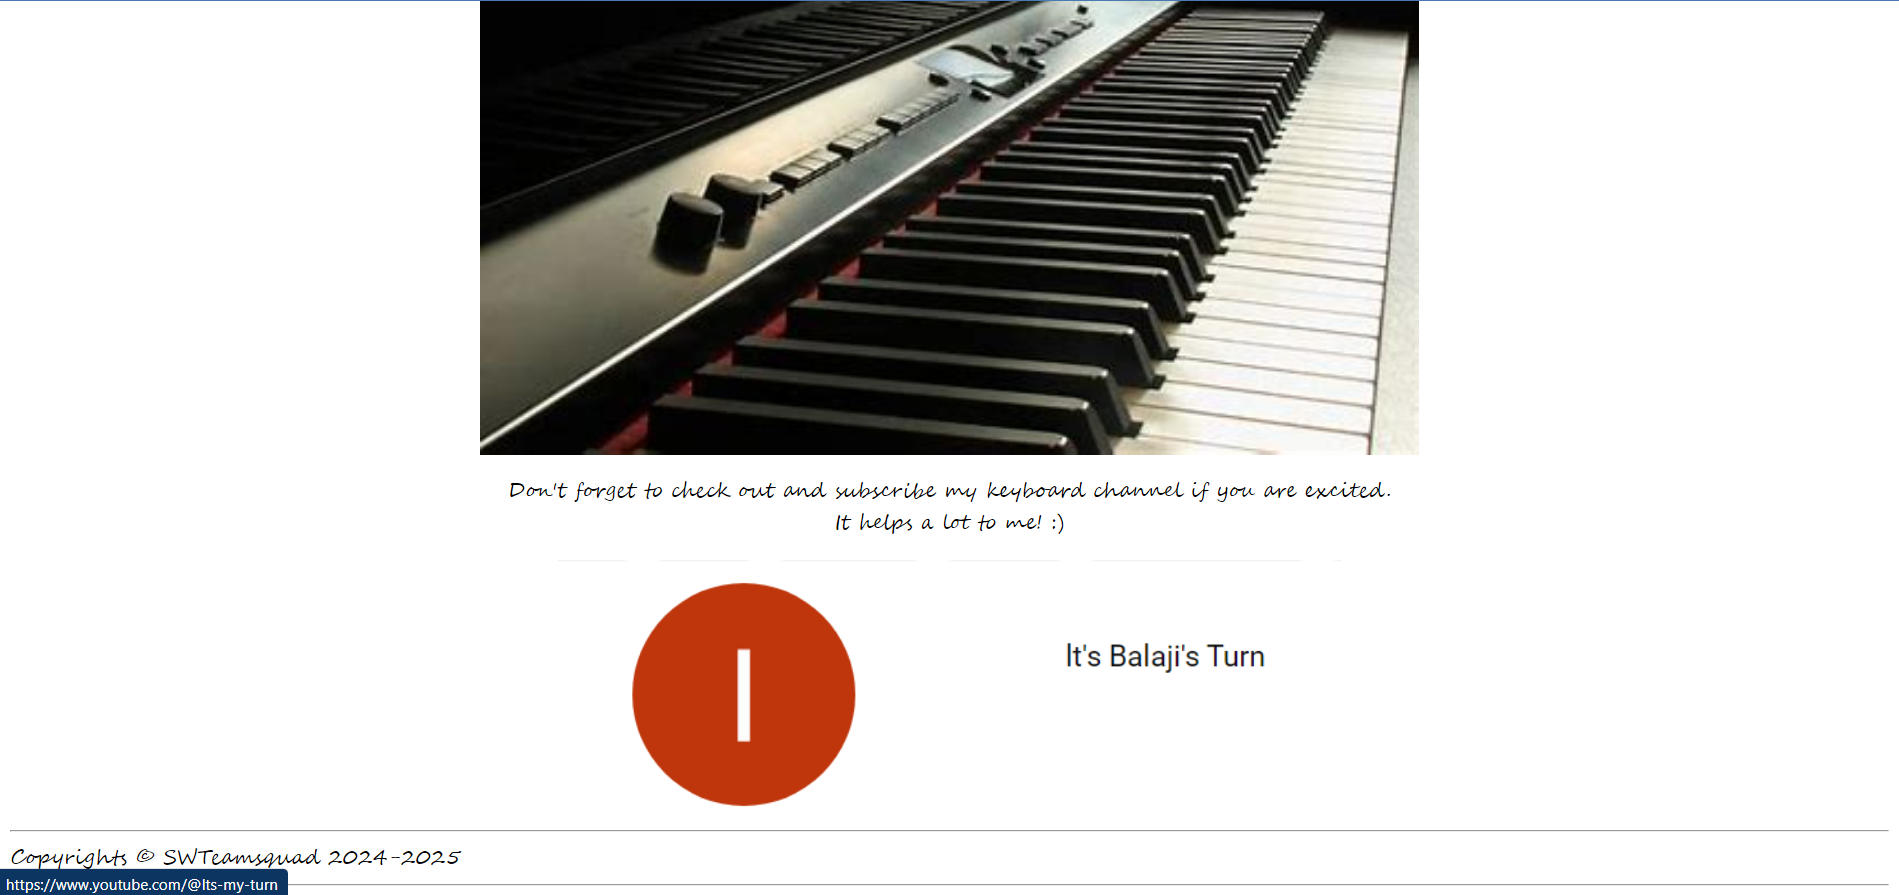 Don't forget to check out and subscribe my keyboard channel if you are excited.
It helps a lot to me! :)
I
It's Balaji's Turn
Copyrights © SWTeamsquad 2024-2025
https://www.youtube.com/@Its-my-turn